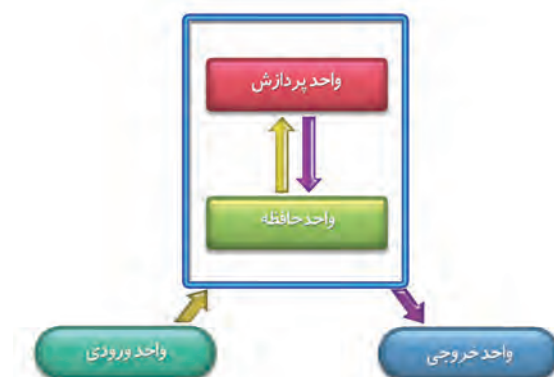 واحد پردازش
واحد حافظه
واحد ورودی
واحد خروجی